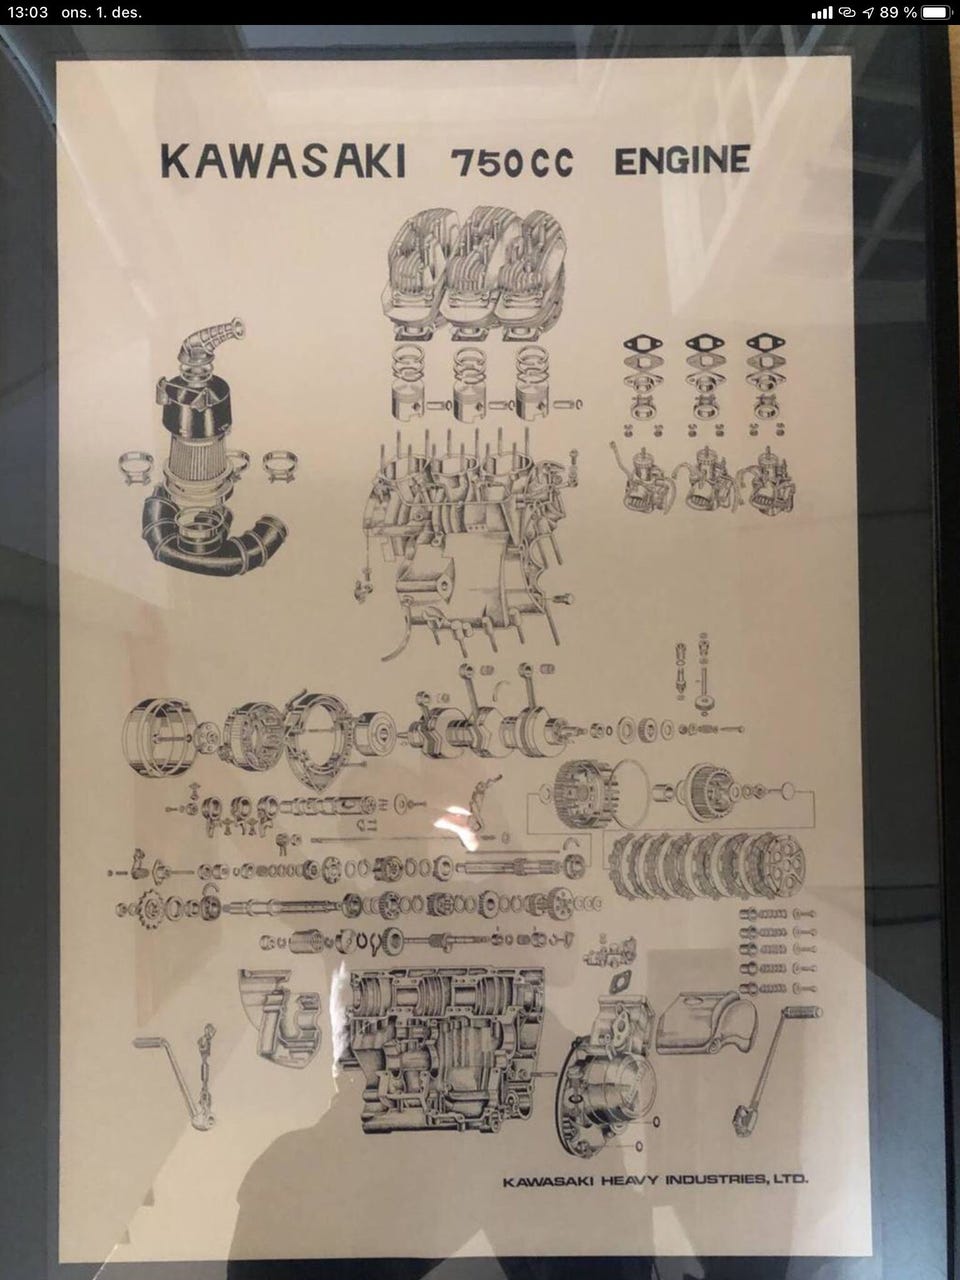 13:03 ons. 1. des. 89 %
KAWASAKI 750CC ENGINE
KAWASAKI HEAVY INDUSTRIES, LTD.